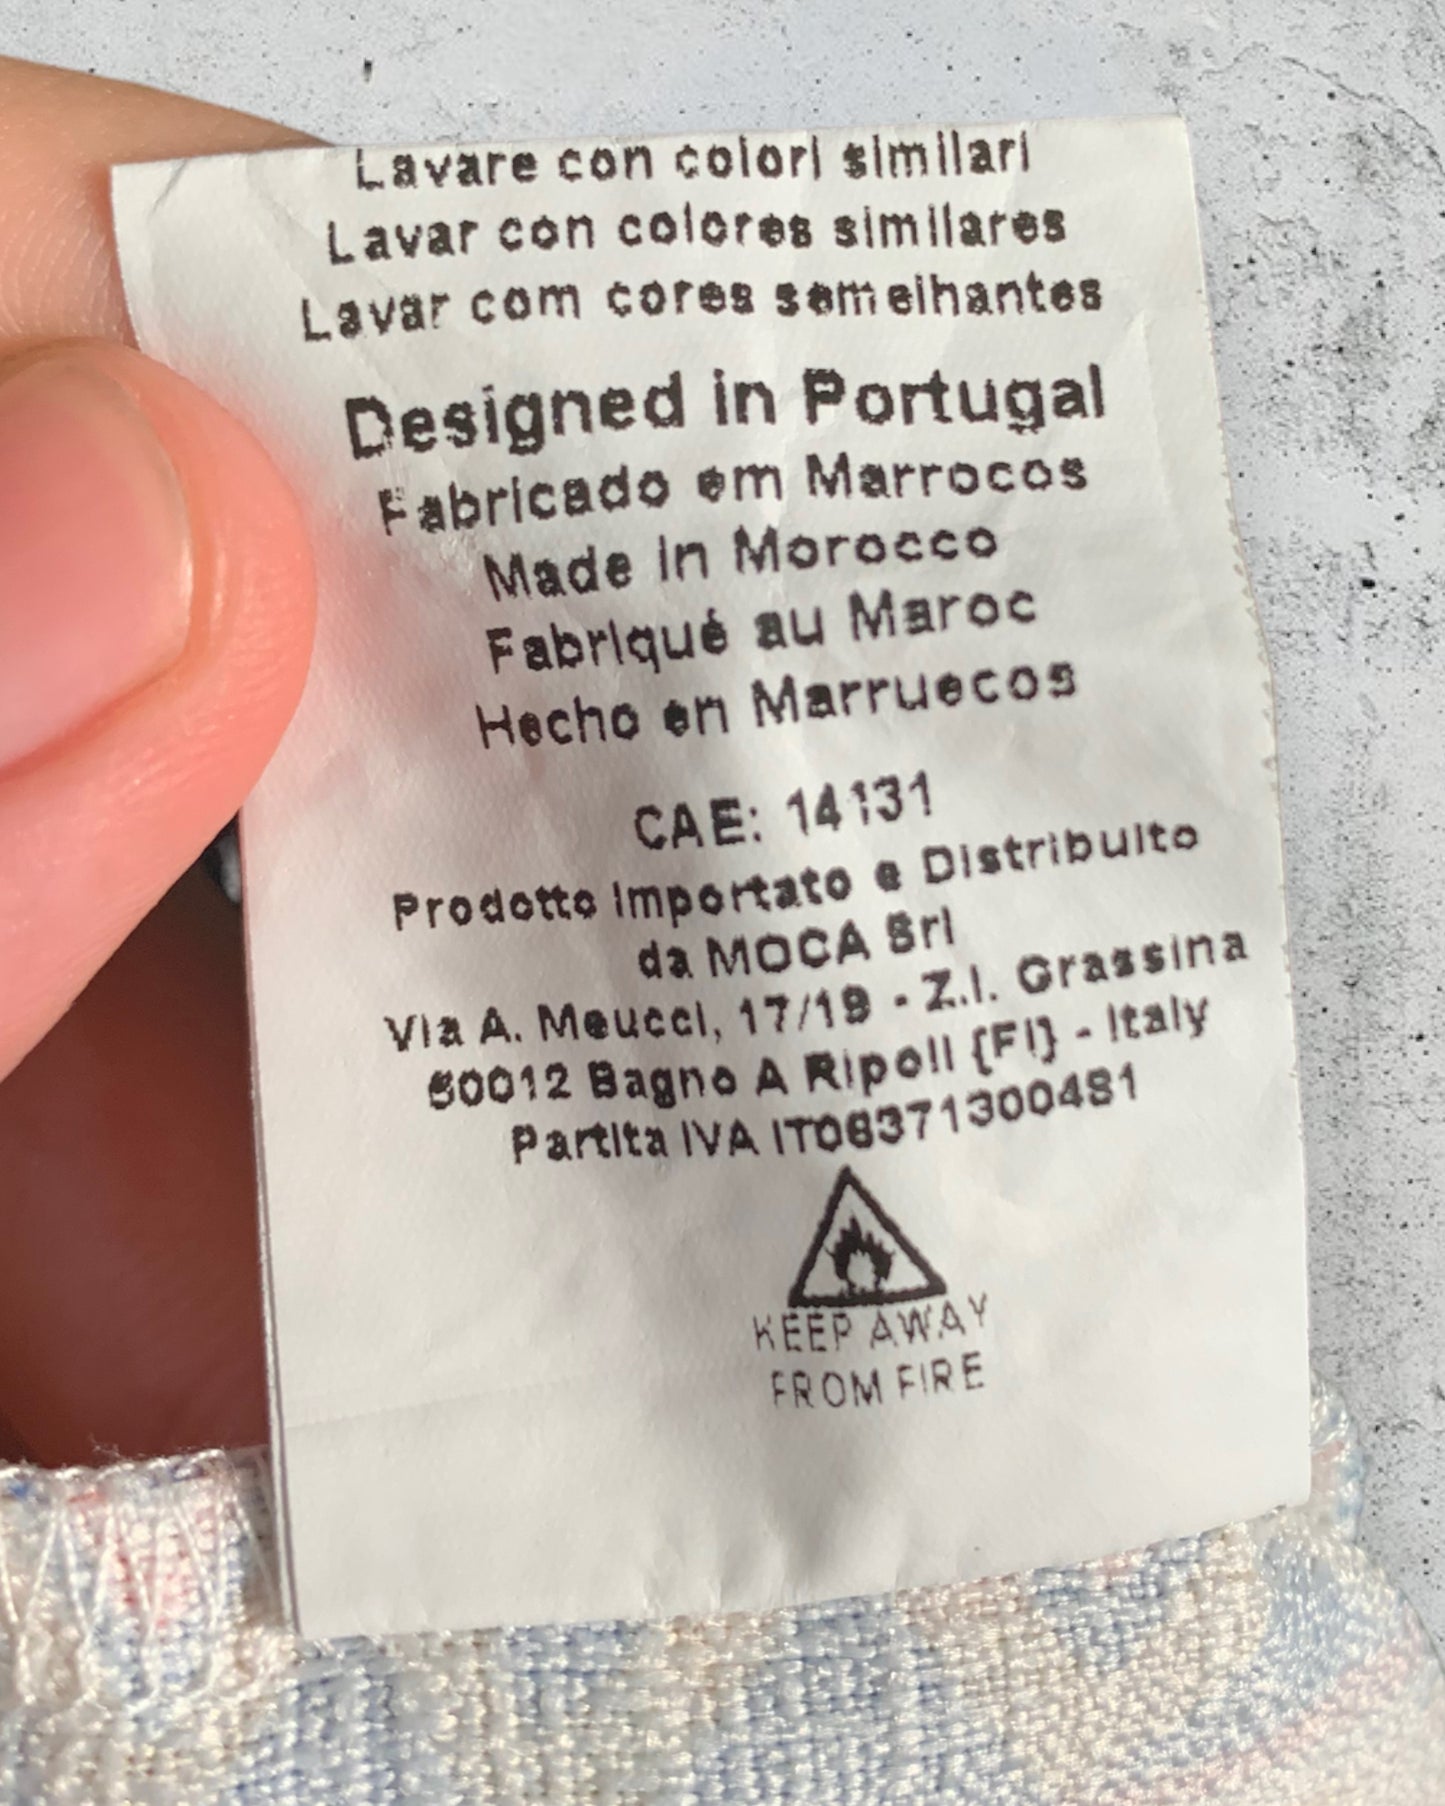 Lavare con colori similari
Lavar con colores similares
Lavar com cores semelhantes
Designed in Portugal
Fabricado em Marrocos
Made in Morocco
Fabriqué au Maroc
Hecho en Marruecos
CAE: 14131
Prodotto Importato e Distribuito
da MOCA Srl
Via A. Meucci, 17/19 - Z.I. Grassina
50012 Bagno A Ripoli {FI} - Italy
Partita IVA IT06371300481
KEEP AWAY
FROM FIRE